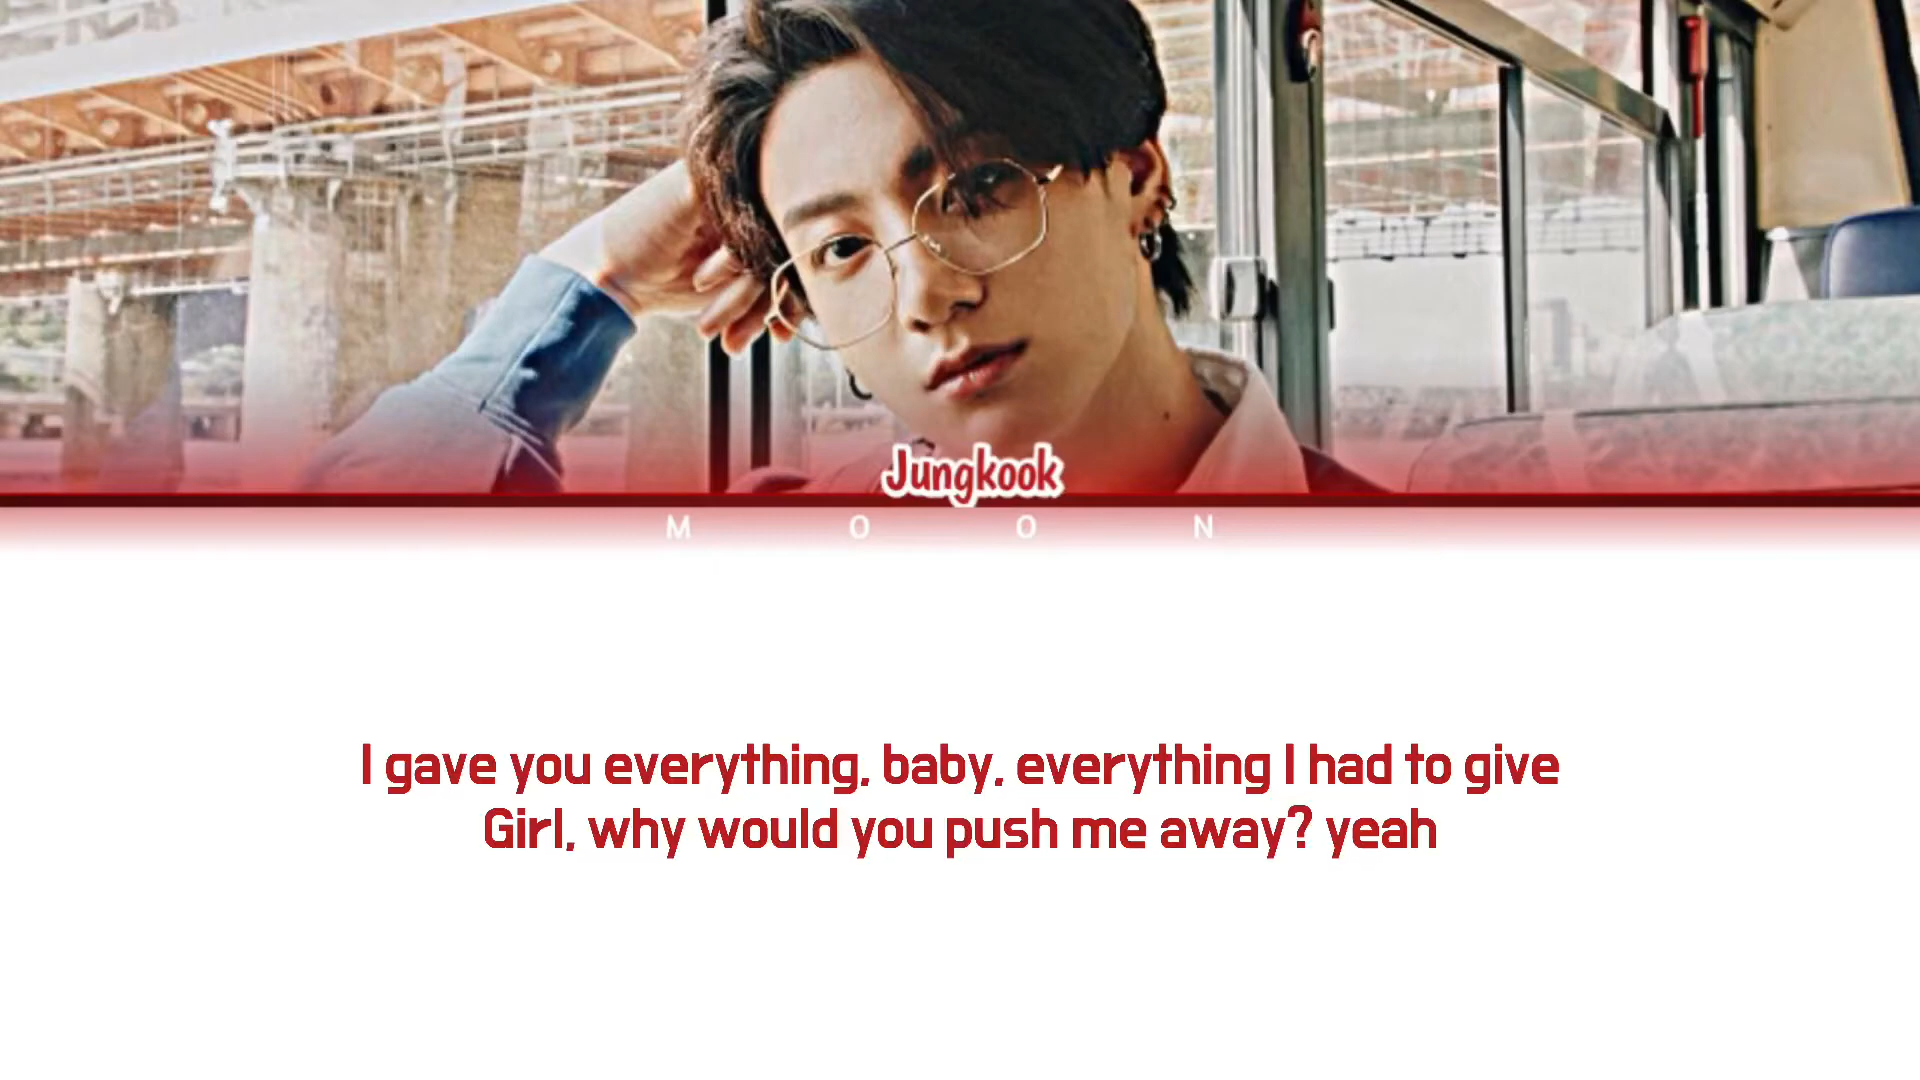 Jungkook
M O O N
I gave you everything, baby, everything I had to give
Girl, why would you push me away? yeah